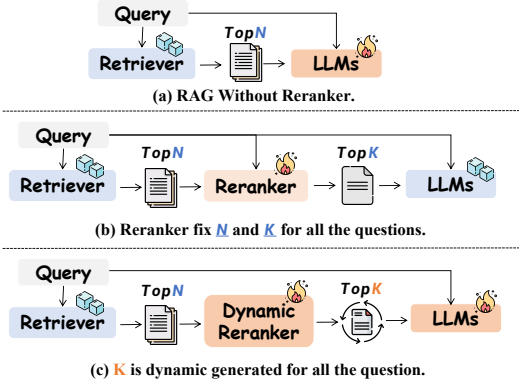 Query
TopN
Retriever
LLMs
(a) RAG Without Reranker.
Query
TopN
TopK
Retriever
Reranker
LLMs
(b) Reranker fix N and K for all the questions.
Query
TopN
TopK
Retriever
Dynamic
Reranker
LLMs
(c) K is dynamic generated for all the question.